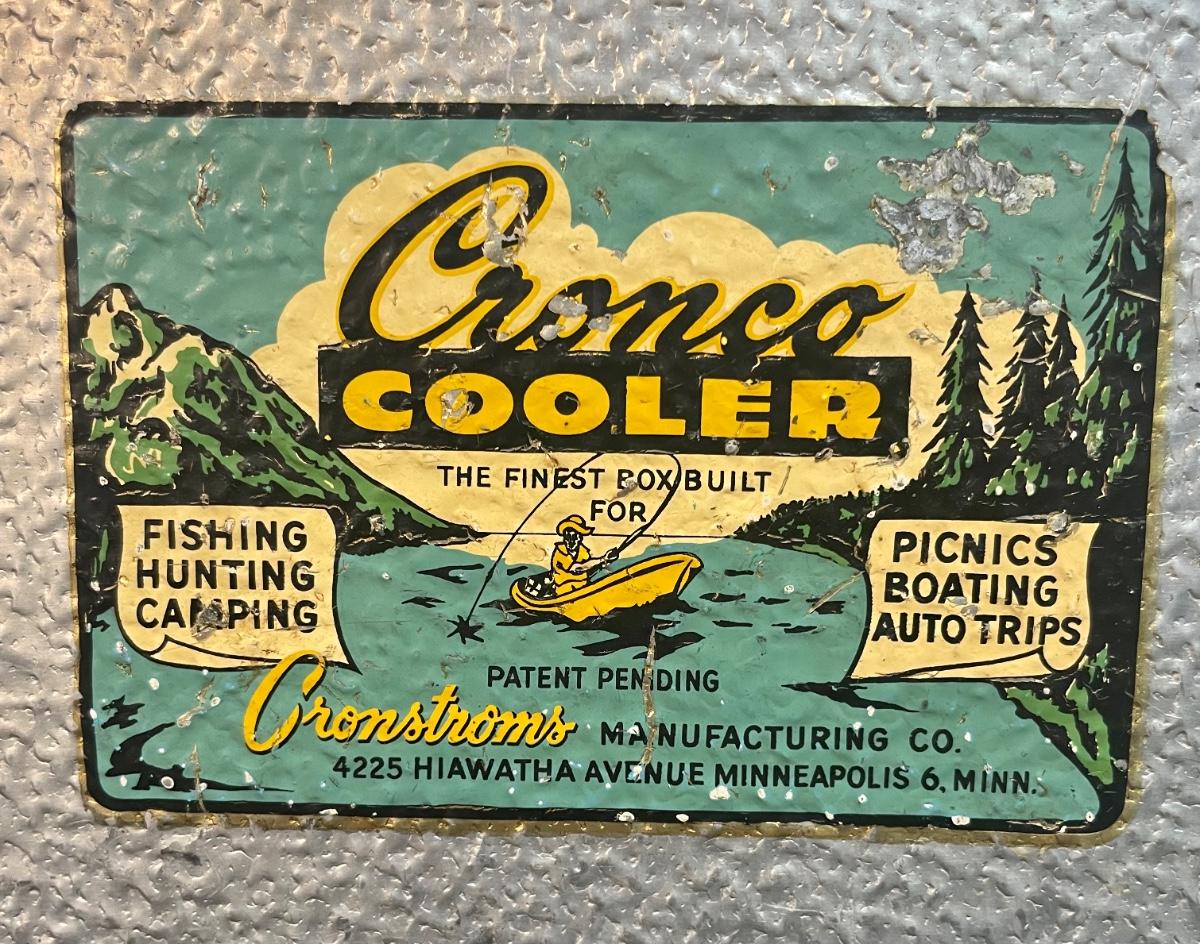 Cronco
COOLER
THE FINEST BOX BUILT
FOR
FISHING
HUNTING
CAMPING
PICNICS
BOATING
AUTO TRIPS
PATENT PENDING
Cronstroms MANUFACTURING CO.
4225 HIAWATHA AVENUE MINNEAPOLIS 6, MINN.